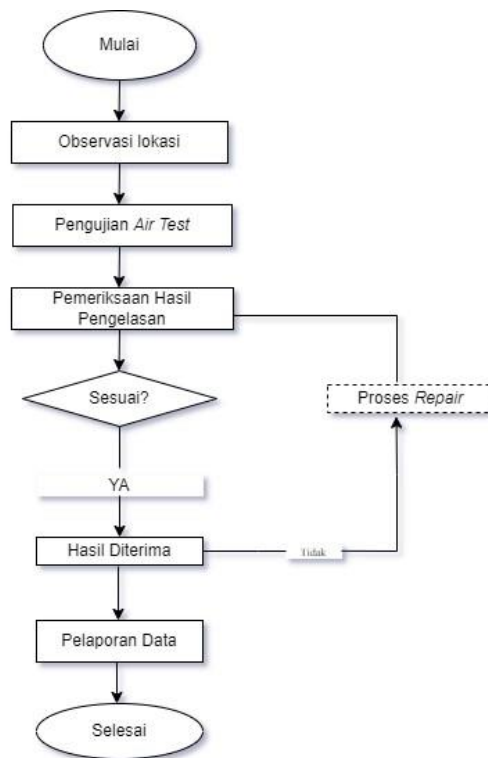 Mulai
Observasi lokasi
Pengujian Air Test
Pemeriksaan Hasil
Pengelasan
Sesuai?
Proses Repair
YA
Hasil Diterima
Tidak
Pelaporan Data
Selesai